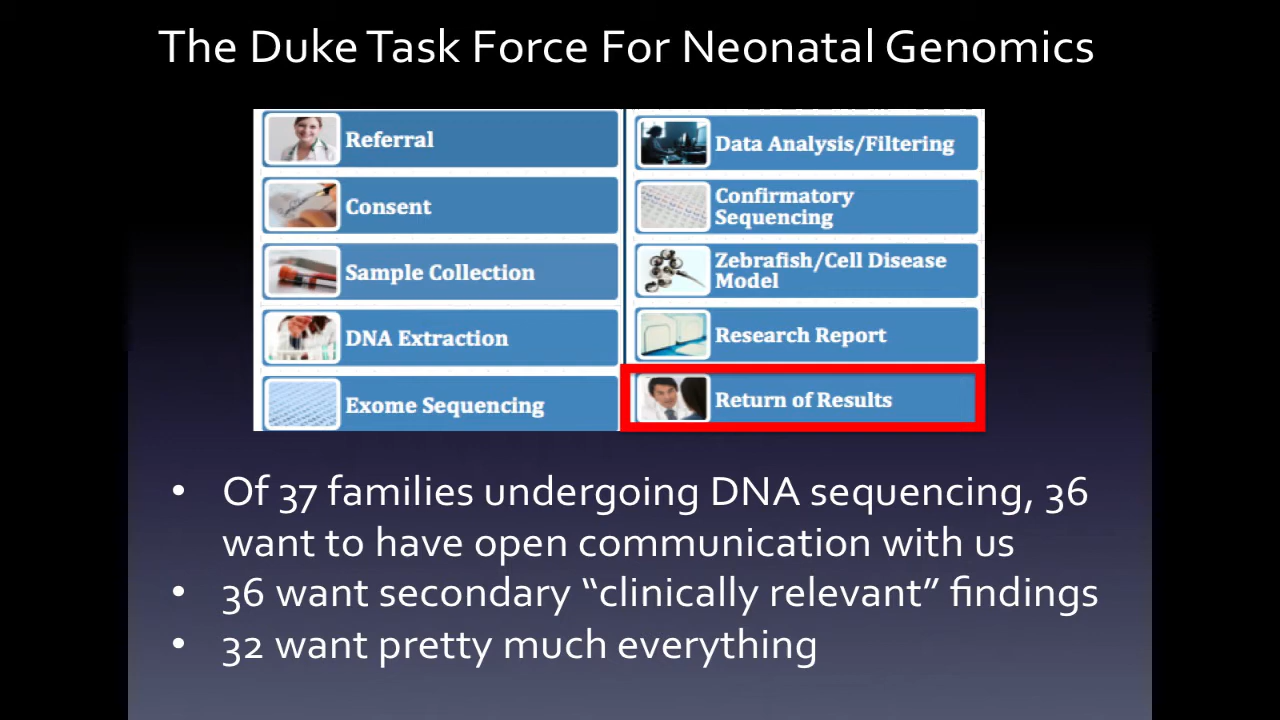 The Duke Task Force For Neonatal Genomics
Referral
Consent
Sample Collection
DNA Extraction
Exome Sequencing
Data Analysis/Filtering
Confirmatory
Sequencing
Zebrafish/Cell Disease
Model
Research Report
Return of Results
• Of 37 families undergoing DNA sequencing, 36
want to have open communication with us
• 36 want secondary “clinically relevant” findings
• 32 want pretty much everything